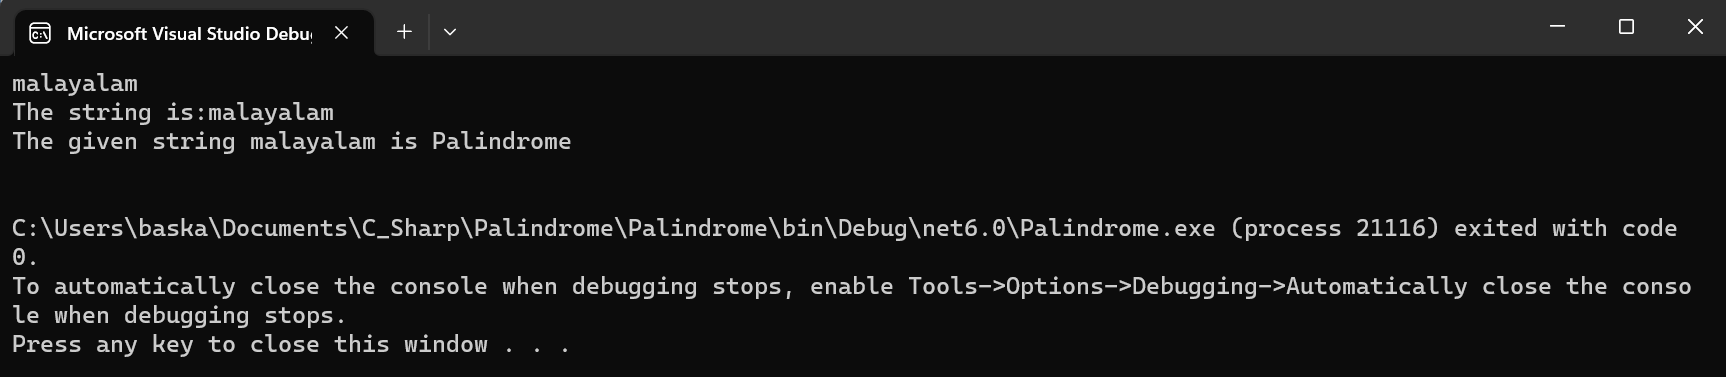 Microsoft Visual Studio Debu
malayalam
The string is:malayalam
The given string malayalam is Palindrome
C:\Users\baska\Documents\C_Sharp\Palindrome\Palindrome\bin\Debug\net6.0\Palindrome.exe (process 21116) exited with code
0.
To automatically close the console when debugging stops, enable Tools->Options->Debugging->Automatically close the conso
le when debugging stops.
Press any key to close this window . . .